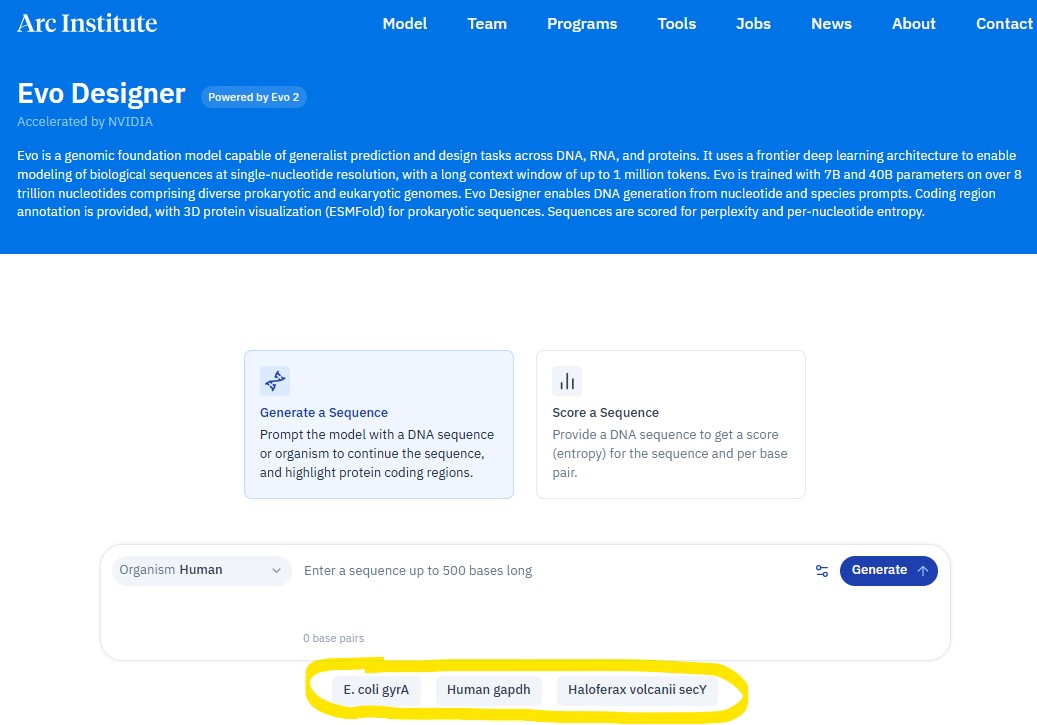 Arc Institute Model Team Programs Tools Jobs News About Contact
Evo Designer Powered by Evo 2
Accelerated by NVIDIA
Evo is a genomic foundation model capable of generalist prediction and design tasks across DNA, RNA, and proteins. It uses a frontier deep learning architecture to enable
modeling of biological sequences at single-nucleotide resolution, with a long context window of up to 1 million tokens. Evo is trained with 7B and 40B parameters on over 8
trillion nucleotides comprising diverse prokaryotic and eukaryotic genomes. Evo Designer enables DNA generation from nucleotide and species prompts. Coding region
annotation is provided, with 3D protein visualization (ESMFold) for prokaryotic sequences. Sequences are scored for perplexity and per-nucleotide entropy.
Generate a Sequence
Prompt the model with a DNA sequence
or organism to continue the sequence,
and highlight protein coding regions.
Score a Sequence
Provide a DNA sequence to get a score
(entropy) for the sequence and per base
pair.
Organism Human Enter a sequence up to 500 bases long Generate
0 base pairs
E. coli gyrA Human gapdh Haloferax volcanii secY